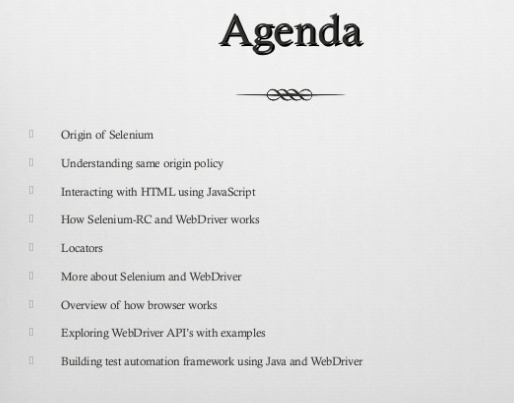 Agenda
Origin of Selenium
Understanding same origin policy
Interacting with HTML using JavaScript
How Selenium-RC and WebDriver works
Locators
More about Selenium and WebDriver
Overview of how browser works
Exploring WebDriver API's with examples
Building test automation framework using Java and WebDriver